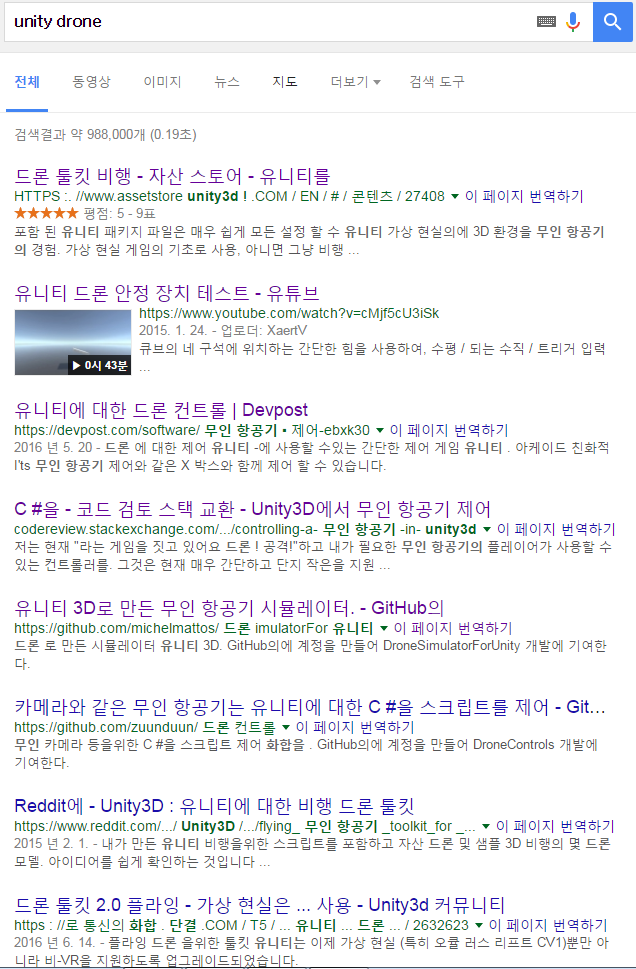 unity drone
전체 동영상 이미지 뉴스 지도 더보기 검색 도구
검색결과 약 988,000개 (0.19초)
드론 툴킷 비행 - 자산 스토어 - 유니티를
HTTPS :. //www.assetstore unity3d ! .COM / EN / # / 콘텐츠 / 27408 이 페이지 번역하기
평점: 5 - 9표
포함 된 유니티 패키지 파일은 매우 쉽게 모든 설정 할 수 유니티 가상 현실의에 3D 환경을 무인 항공기
의 경험. 가상 현실 게임의 기초로 사용, 아니면 그냥 비행 ...
유니티 드론 안정 장치 테스트 - 유튜브
https://www.youtube.com/watch?v=cMjf5cU3iSk
2015. 1. 24. - 업로더: XaertV
큐브의 네 구석에 위치하는 간단한 힘을 사용하여, 수평 / 되는 수직 / 트리거 입력
...
0시 43분
유니티에 대한 드론 컨트롤 | Devpost
https://devpost.com/software/ 무인 항공기 ▪ 제어-ebxk30 이 페이지 번역하기
2016 년 5. 20 - 드론 에 대한 제어 유니티 -에 사용할 수있는 간단한 제어 게임 유니티 . 아케이드 친화적
I'ts 무인 항공기 제어와 같은 X 박스와 함께 제어 할 수 있습니다.
C #을 - 코드 검토 스택 교환 - Unity3D에서 무인 항공기 제어
codereview.stackexchange.com/.../controlling-a- 무인 항공기 -in- unity3d 이 페이지 번역하기
저는 현재 "라는 게임을 짓고 있어요 드론 ! 공격!"하고 내가 필요한 무인 항공기의 플레이어가 사용할 수
있는 컨트롤러를. 그것은 현재 매우 간단하고 단지 작은을 지원 ...
유니티 3D로 만든 무인 항공기 시뮬레이터. - GitHub의
https://github.com/michelmattos/ 드론 imulatorFor 유니티 이 페이지 번역하기
드론 로 만든 시뮬레이터 유니티 3D. GitHub의에 계정을 만들어 DroneSimulatorForUnity 개발에 기여한
다.
카메라와 같은 무인 항공기는 유니티에 대한 C #을 스크립트를 제어 - Git...
https://github.com/zuunduun/ 드론 컨트롤 이 페이지 번역하기
무인 카메라 등을위한 C #을 스크립트 제어 화합을 . GitHub의에 계정을 만들어 DroneControls 개발에
기여한다.
Reddit에 - Unity3D : 유니티에 대한 비행 드론 툴킷
https://www.reddit.com/.../ Unity3D /.../flying_ 무인 항공기 _toolkit_for _... 이 페이지 번역하기
2015 년 2. 1. - 내가 만든 유니티 비행을위한 스크립트를 포함하고 자산 드론 및 샘플 3D 비행의 몇 드론
모델. 아이디어를 쉽게 확인하는 것입니다 ...
드론 툴킷 2.0 플라잉 - 가상 현실은 ... 사용 - Unity3d 커뮤니티
https : //로 통신의 화합 . 단결 .COM / T5 / ... 유니티 ... 드론 ... / 2632623 이 페이지 번역하기
2016 년 6. 14. - 플라잉 드론 을위한 툴킷 유니티는 이제 가상 현실 (특히 오큘 러스 리프트 CV1)뿐만 아
니라 비-VR을 지원하도록 업그레이드되었습니다.